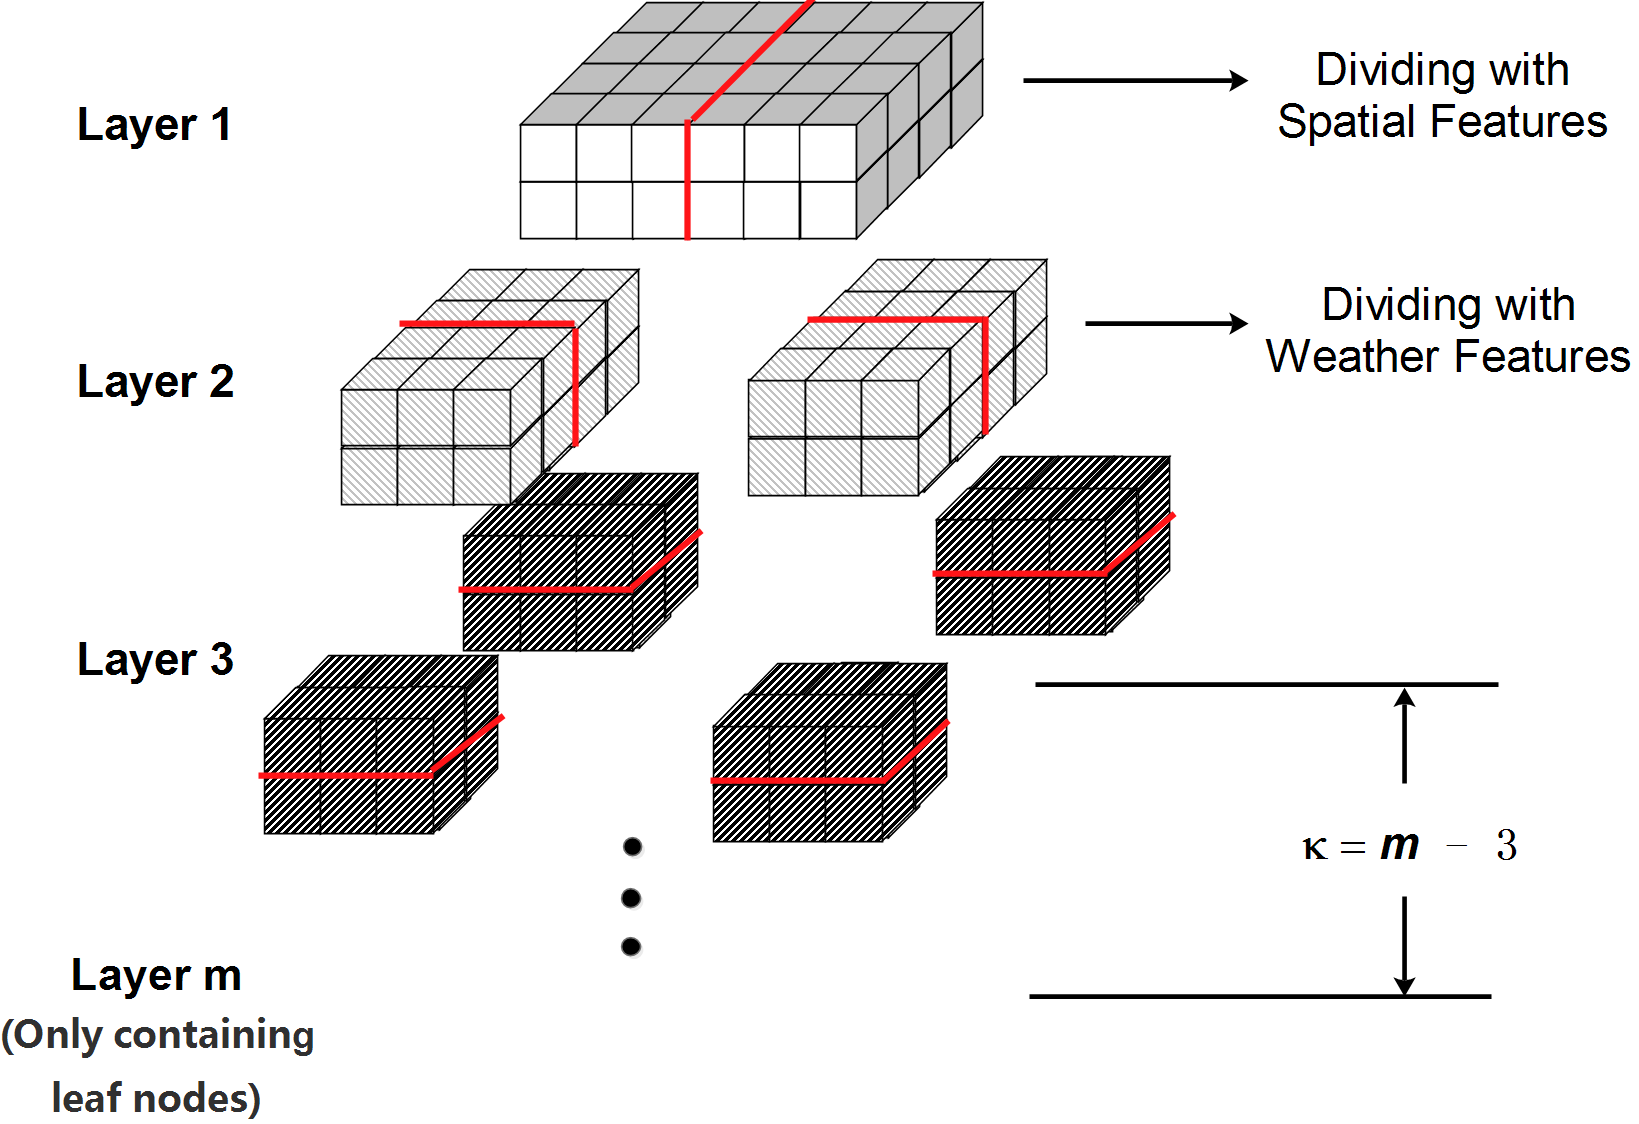 Layer 1
Dividing with
Spatial Features
Layer 2
Dividing with
Weather Features
Layer 3
κ = m - 3
Layer m
(Only containing
leaf nodes)